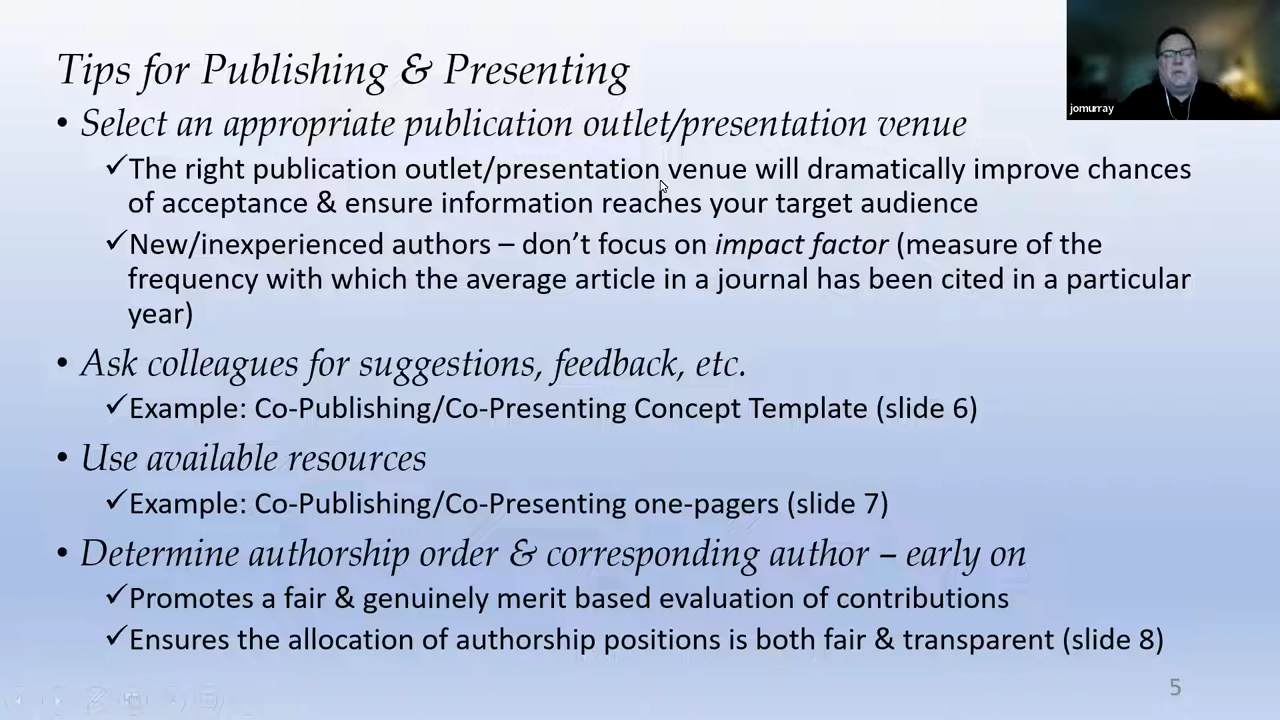 Tips for Publishing & Presenting
jomurray
• Select an appropriate publication outlet/presentation venue
✓The right publication outlet/presentation venue will dramatically improve chances
of acceptance & ensure information reaches your target audience
✓New/inexperienced authors – don’t focus on impact factor (measure of the
frequency with which the average article in a journal has been cited in a particular
year)
• Ask colleagues for suggestions, feedback, etc.
✓Example: Co-Publishing/Co-Presenting Concept Template (slide 6)
• Use available resources
✓Example: Co-Publishing/Co-Presenting one-pagers (slide 7)
• Determine authorship order & corresponding author – early on
✓Promotes a fair & genuinely merit based evaluation of contributions
✓Ensures the allocation of authorship positions is both fair & transparent (slide 8)
5